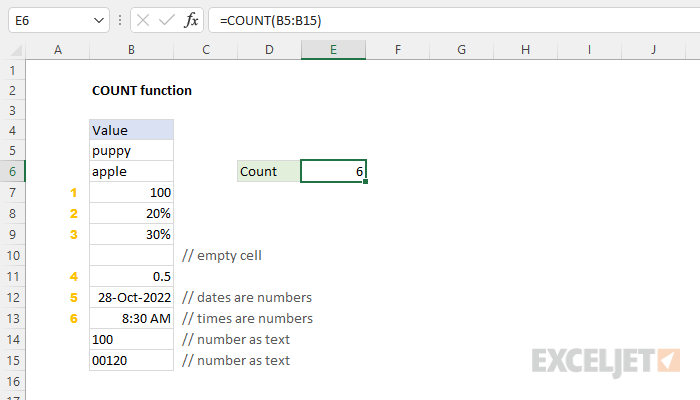 E6 fx =COUNT(B5:B15)
A B C D E F G H I J
1
2 COUNT function
3
4 Value
5 puppy
6 apple Count 6
7 1 100
8 2 20%
9 3 30%
10 // empty cell
11 4 0.5
12 5 28-Oct-2022 // dates are numbers
13 6 8:30 AM // times are numbers
14 100 // number as text
15 00120 // number as text
16
17
EXCELJET